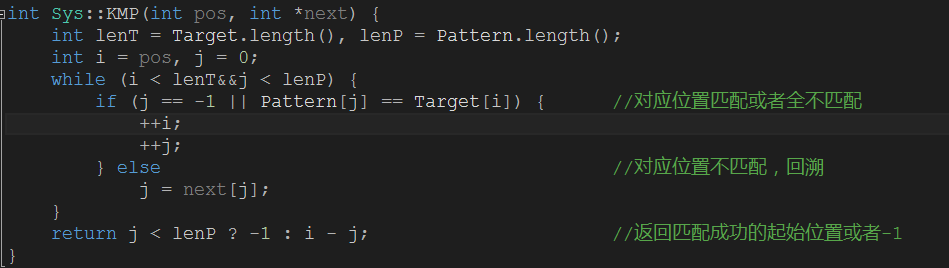 int Sys::KMP(int pos, int *next) {
    int lenT = Target.length(), lenP = Pattern.length();
    int i = pos, j = 0;
    while (i < lenT&&j < lenP) {
        if (j == -1 || Pattern[j] == Target[i]) {      //对应位置匹配或者全不匹配
            ++i;
            ++j;
        } else                                         //对应位置不匹配，回溯
            j = next[j];
    }
    return j < lenP ? -1 : i - j;                      //返回匹配成功的起始位置或者-1
}